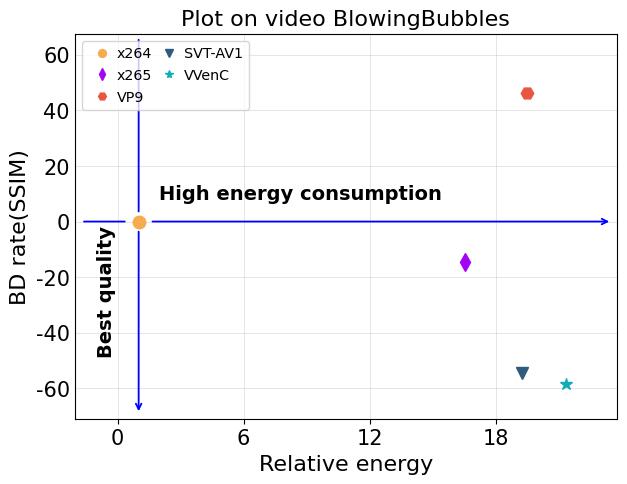 Plot on video BlowingBubbles
x264
x265
VP9
SVT-AV1
VVenC
60
40
20
0
-20
-40
-60
BD rate(SSIM)
High energy consumption
Best quality
0 6 12 18
Relative energy